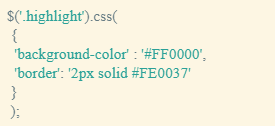 $('.highlight').css(
{
'background-color' : '#FF0000',
'border': '2px solid #FE0037'
}
);